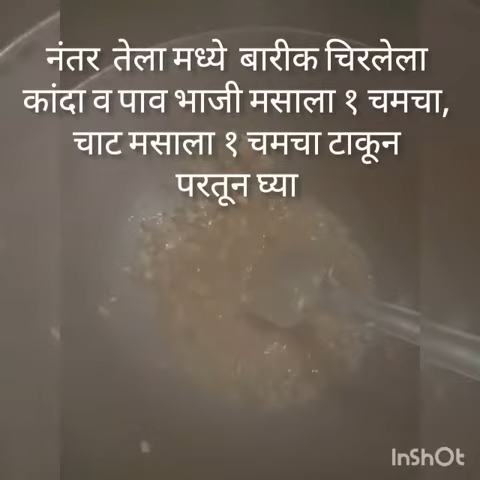 नंतर तेला मध्ये बारीक चिरलेला
कांदा व पाव भाजी मसाला १ चमचा,
चाट मसाला १ चमचा टाकून
परतून घ्या
InShOt